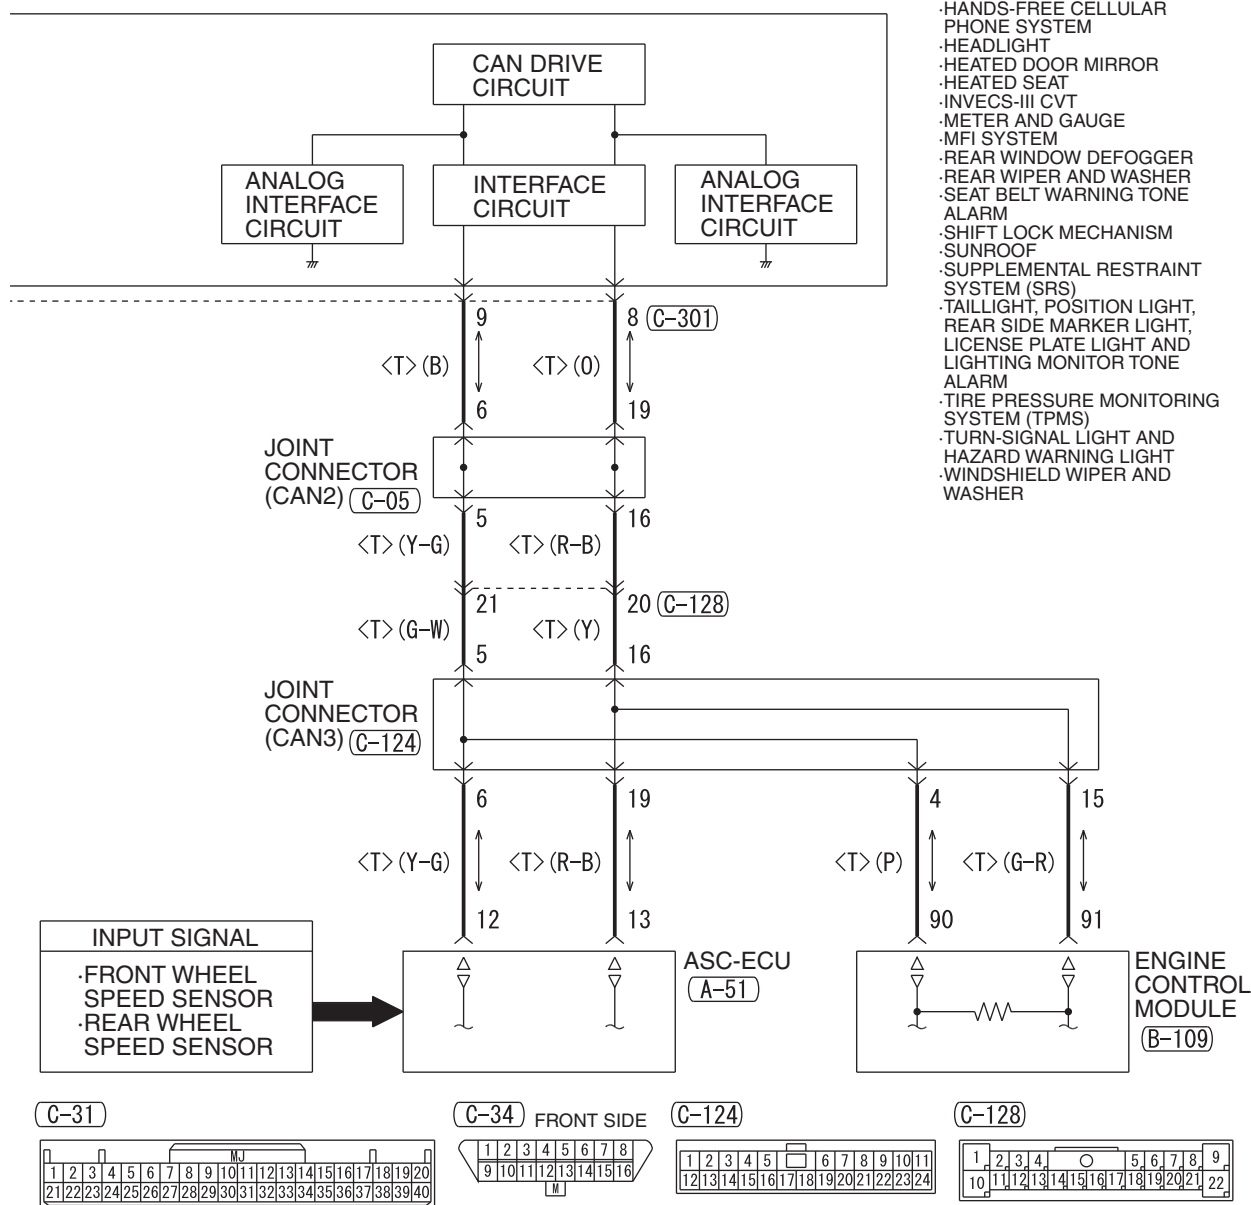 ·HANDS-FREE CELLULAR
PHONE SYSTEM
·HEADLIGHT
·HEATED DOOR MIRROR
·HEATED SEAT
·INVECS-III CVT
·METER AND GAUGE
·MFI SYSTEM
·REAR WINDOW DEFOGGER
·REAR WIPER AND WASHER
·SEAT BELT WARNING TONE
ALARM
·SHIFT LOCK MECHANISM
·SUNROOF
·SUPPLEMENTAL RESTRAINT
SYSTEM (SRS)
·TAILLIGHT, POSITION LIGHT,
REAR SIDE MARKER LIGHT,
LICENSE PLATE LIGHT AND
LIGHTING MONITOR TONE
ALARM
·TIRE PRESSURE MONITORING
SYSTEM (TPMS)
·TURN-SIGNAL LIGHT AND
HAZARD WARNING LIGHT
·WINDSHIELD WIPER AND
WASHER
CAN DRIVE
CIRCUIT
ANALOG
INTERFACE
CIRCUIT
INTERFACE
CIRCUIT
ANALOG
INTERFACE
CIRCUIT
9 8 C-301
<T>(B) <T>(O)
6 19
JOINT
CONNECTOR
(CAN2) C-05
5 16
<T>(Y-G) <T>(R-B)
21 20 C-128
<T>(G-W) <T>(Y)
5 16
JOINT
CONNECTOR
(CAN3) C-124
6 19 4 15
<T>(Y-G) <T>(R-B) <T>(P) <T>(G-R)
12 13 90 91
INPUT SIGNAL
·FRONT WHEEL
SPEED SENSOR
·REAR WHEEL
SPEED SENSOR
ASC-ECU
A-51
ENGINE
CONTROL
MODULE
B-109
C-31
MJ
1 2 3 4 5 6 7 8 9 10 11 12 13 14 15 16 17 18 19 20
21 22 23 24 25 26 27 28 29 30 31 32 33 34 35 36 37 38 39 40
C-34 FRONT SIDE
1 2 3 4 5 6 7 8
9 10 11 12 13 14 15 16
M
C-124
1 2 3 4 5 6 7 8 9 10 11
12 13 14 15 16 17 18 19 20 21 22 23 24
C-128
1 2 3 4 5 6 7 8 9
10 11 12 13 14 15 16 17 18 19 20 21 22